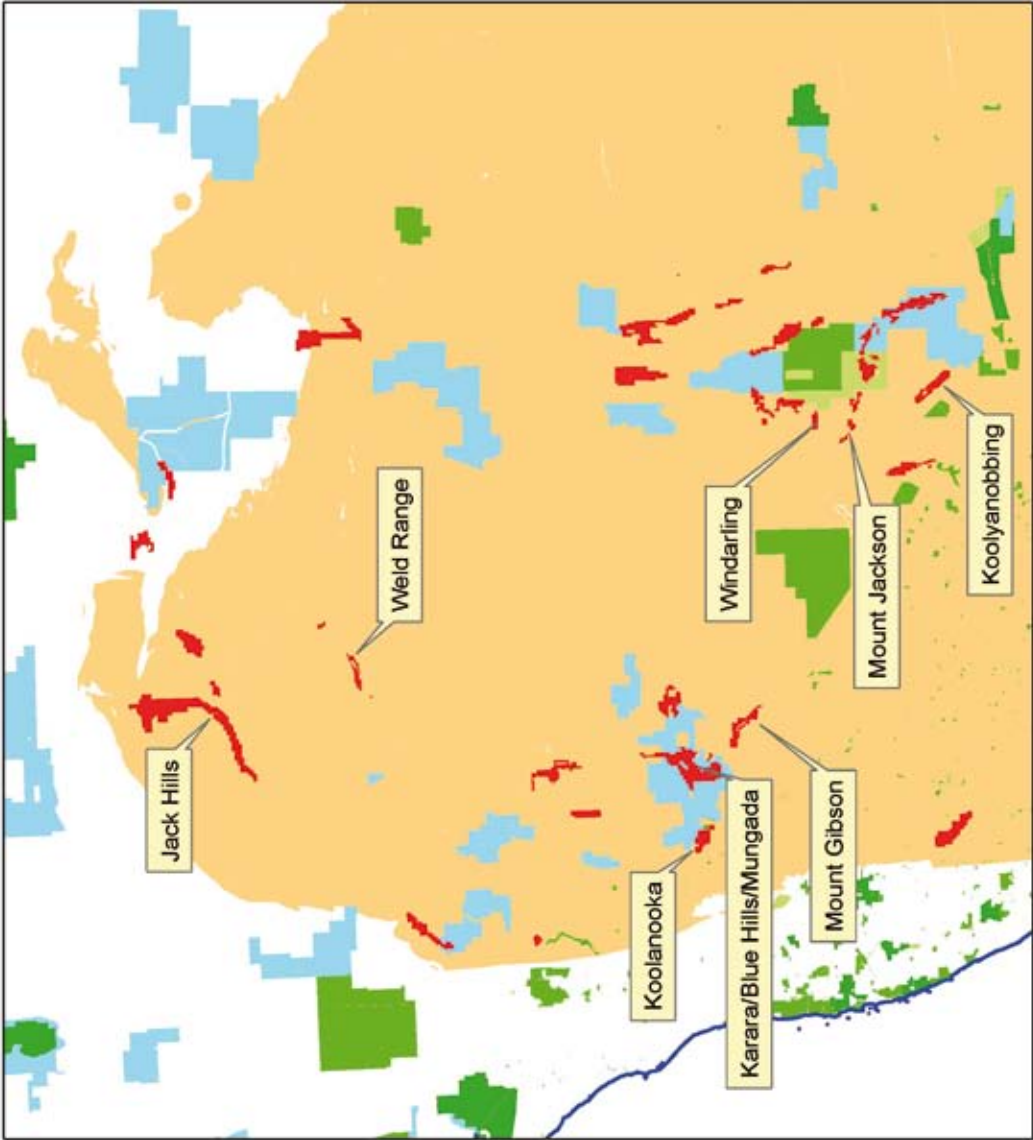 Jack Hills
Weld Range
Koolanooka
Karara/Blue Hills/Mungada
Mount Gibson
Windarling
Mount Jackson
Koolyanobbing